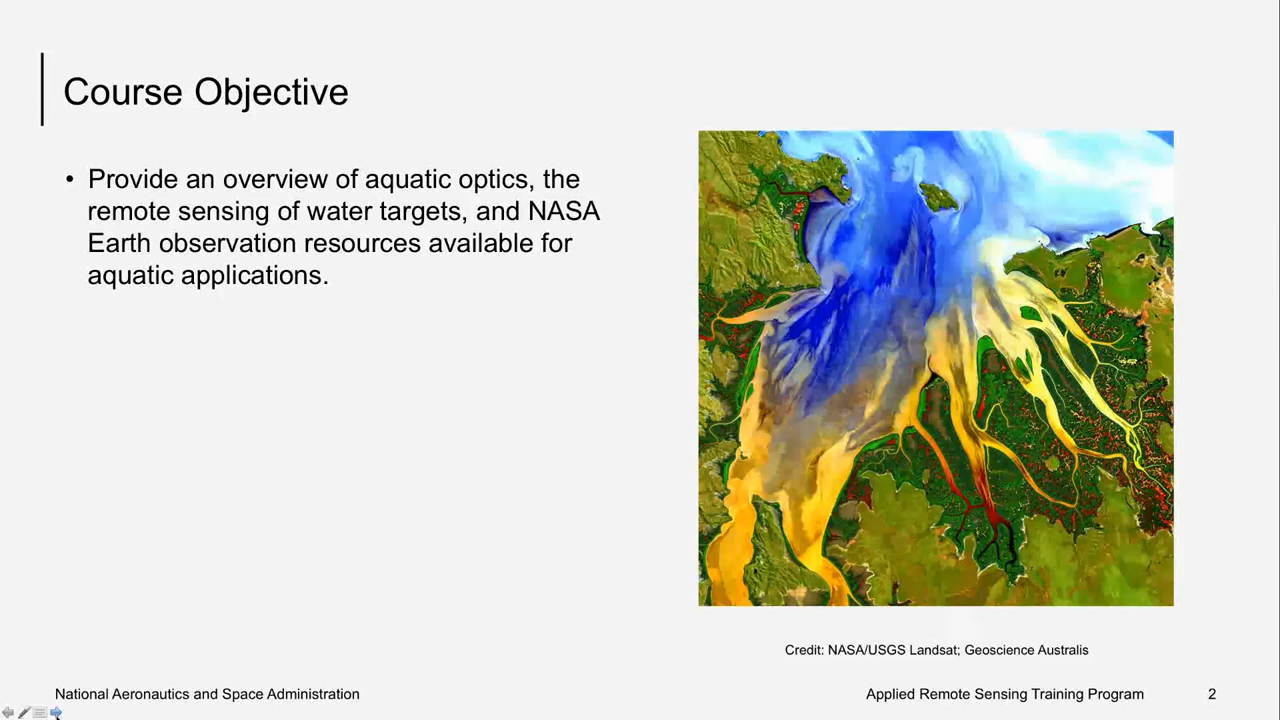 Course Objective
• Provide an overview of aquatic optics, the
remote sensing of water targets, and NASA
Earth observation resources available for
aquatic applications.
Credit: NASA/USGS Landsat; Geoscience Australis
National Aeronautics and Space Administration
Applied Remote Sensing Training Program
2